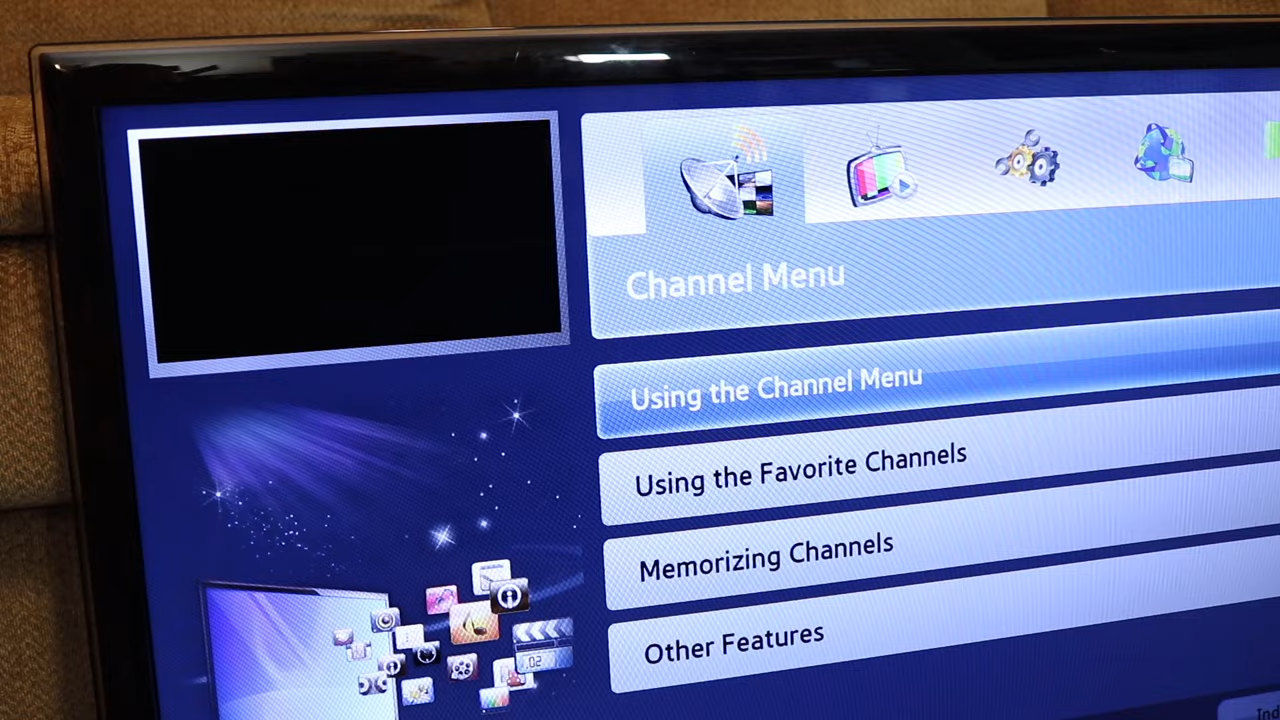 Channel Menu
Using the Channel Menu
Using the Favorite Channels
Memorizing Channels
Other Features